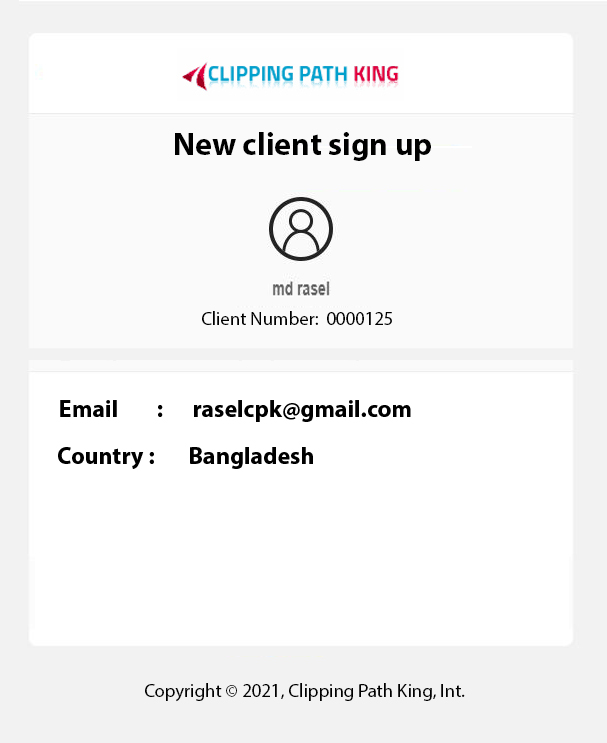 CLIPPING PATH KING
New client sign up
md rasel
Client Number: 0000125
Email : raselcpk@gmail.com
Country : Bangladesh
Copyright © 2021, Clipping Path King, Int.